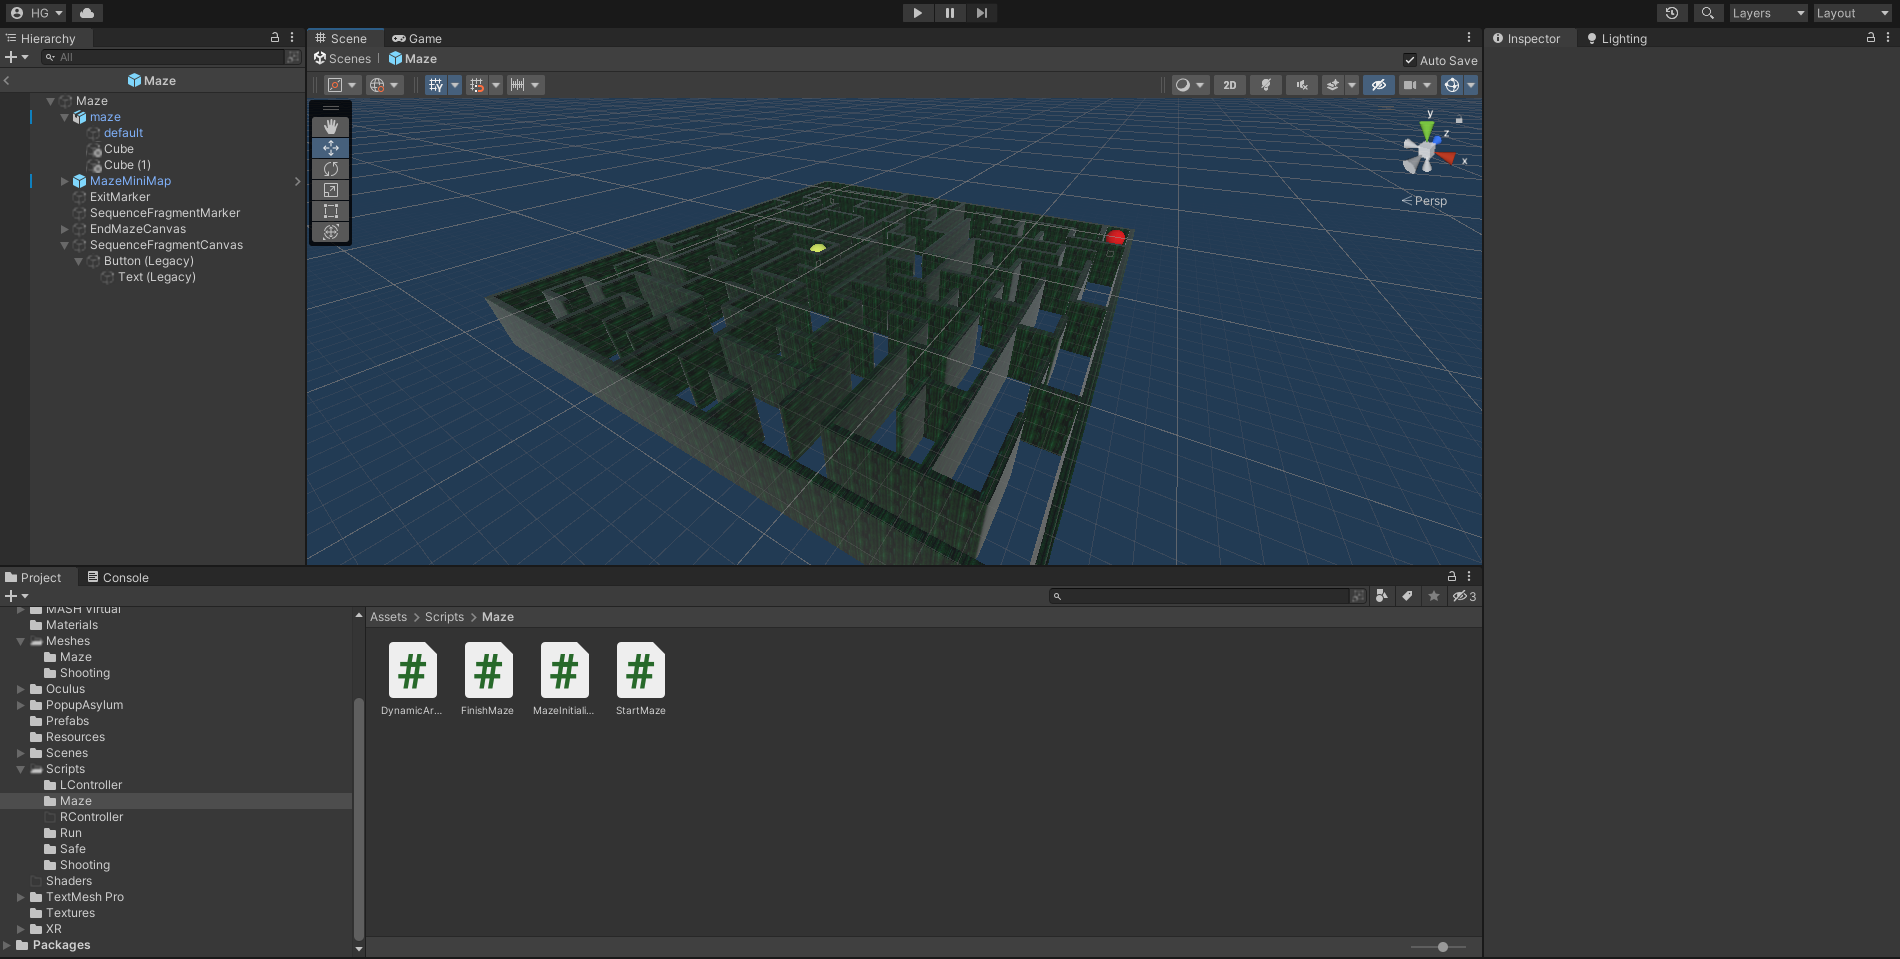 HG
Layers
Layout
Hierarchy
All
Maze
Maze
maze
default
Cube
Cube (1)
MazeMiniMap
ExitMarker
SequenceFragmentMarker
EndMazeCanvas
SequenceFragmentCanvas
Button (Legacy)
Text (Legacy)
Scene
Game
Scenes
Maze
Auto Save
2D
y
z
x
Persp
Inspector
Lighting
Project
Console
3
MASH Virtual
Materials
Meshes
Maze
Shooting
Oculus
PopupAsylum
Prefabs
Resources
Scenes
Scripts
LController
Maze
RController
Run
Safe
Shooting
Shaders
TextMesh Pro
Textures
XR
Packages
Assets > Scripts > Maze
# # # #
DynamicAr... FinishMaze MazeInitiali... StartMaze